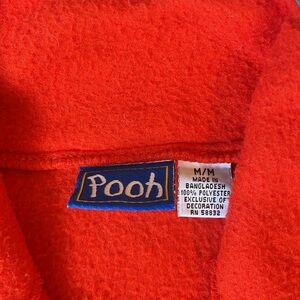 Pooh
M/M
MADE IN
BANGLADESH
100% POLYESTER
EXCLUSIVE OF
DECORATION
RN 58832